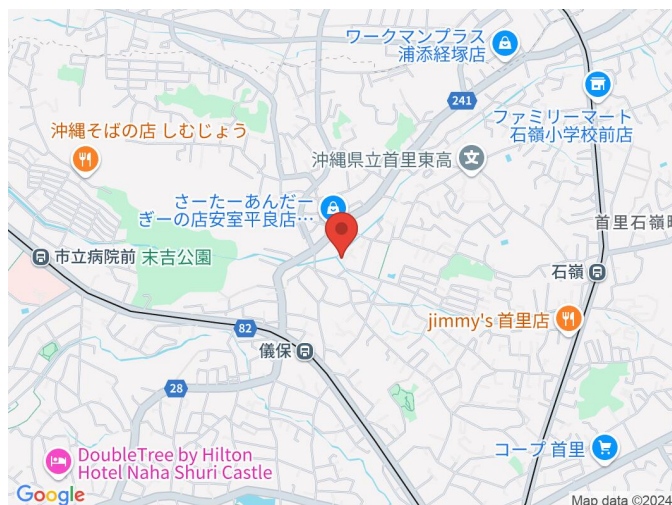 ワークマンプラス
浦添経塚店
241
ファミリーマート
石嶺小学校前店
沖縄そばの店 しむじょう
沖縄県立首里東高
さーたーあんだー
ぎーの店安室平良店…
首里石嶺町
市立病院前
末吉公園
石嶺
jimmy's 首里店
82
儀保
28
コープ 首里
DoubleTree by Hilton
Hotel Naha Shuri Castle
Google
Map data ©2024